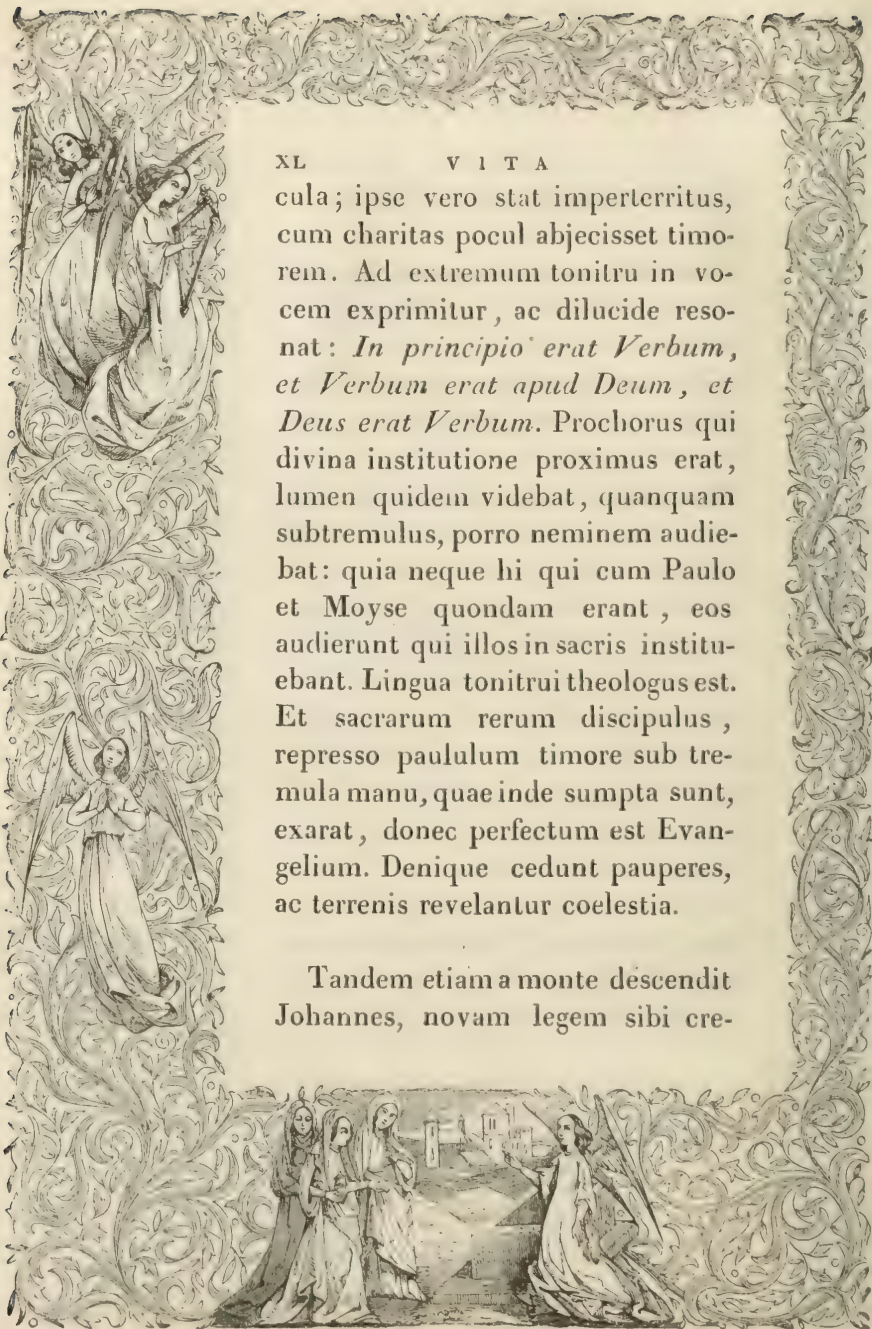 XL VITA
cula; ipse vero stat imperterritus,
cum charitas pocul abjecisset timo-
rem. Ad extremum tonitru in vo-
cem exprimitur, ac dilucide reso-
nat: In principio erat Verbum,
et Verbum erat apud Deum, et
Deus erat Verbum. Prochorus qui
divina institutione proximus erat,
lumen quidem videbat, quanquam
subtremulus, porro neminem audie-
bat: quia neque hi qui cum Paulo
et Moyse quondam erant, eos
audierunt qui illos in sacris institu-
ebant. Lingua tonitrui theologus est.
Et sacrarum rerum discipulus,
represso paululum timore sub tre-
mula manu, quae inde sumpta sunt,
exarat, donec perfectum est Evan-
gelium. Denique cedunt pauperes,
ac terrenis revelantur coelestia.
Tandem etiam a monte descendit
Johannes, novam legem sibi cre-